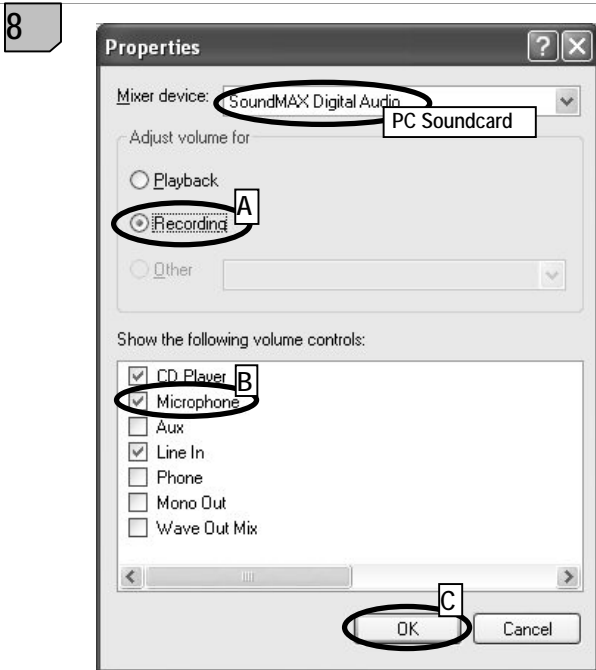 8
Properties
Mixer device: SoundMAX Digital Audio
PC Soundcard
Adjust volume for
Playback
A
Recording
Other
Show the following volume controls:
CD Player
B
Microphone
Aux
Line In
Phone
Mono Out
Wave Out Mix
C
OK Cancel